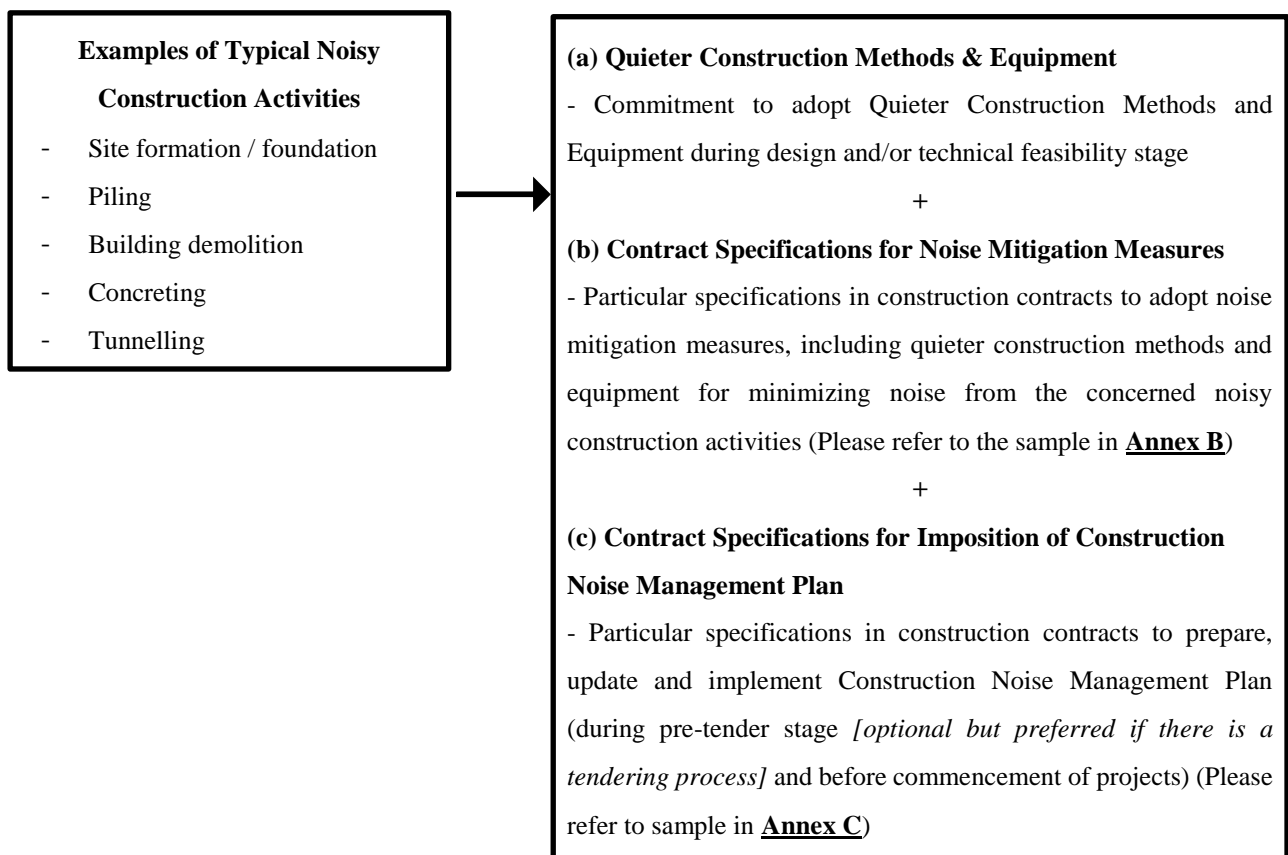 Examples of Typical Noisy
Construction Activities
- Site formation / foundation
- Piling
- Building demolition
- Concreting
- Tunnelling
(a) Quieter Construction Methods & Equipment
- Commitment to adopt Quieter Construction Methods and
Equipment during design and/or technical feasibility stage
+
(b) Contract Specifications for Noise Mitigation Measures
- Particular specifications in construction contracts to adopt noise
mitigation measures, including quieter construction methods and
equipment for minimizing noise from the concerned noisy
construction activities (Please refer to the sample in Annex B)
+
(c) Contract Specifications for Imposition of Construction
Noise Management Plan
- Particular specifications in construction contracts to prepare,
update and implement Construction Noise Management Plan
(during pre-tender stage [optional but preferred if there is a
tendering process] and before commencement of projects) (Please
refer to sample in Annex C)